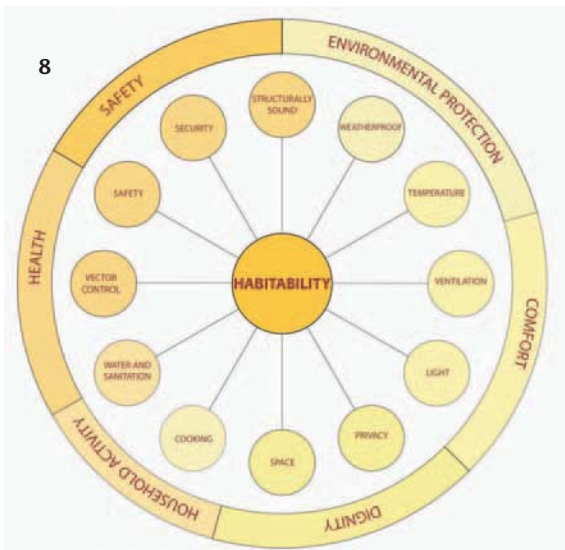 8
SAFETY
ENVIRONMENTAL PROTECTION
COMFORT
DIGNITY
HOUSEHOLD ACTIVITY
HEALTH
STRUCTURALLY
SOUND
WEATHERPROOF
TEMPERATURE
VENTILATION
LIGHT
PRIVACY
SPACE
COOKING
WATER AND
SANITATION
VECTOR
CONTROL
SAFETY
SECURITY
HABITABILITY